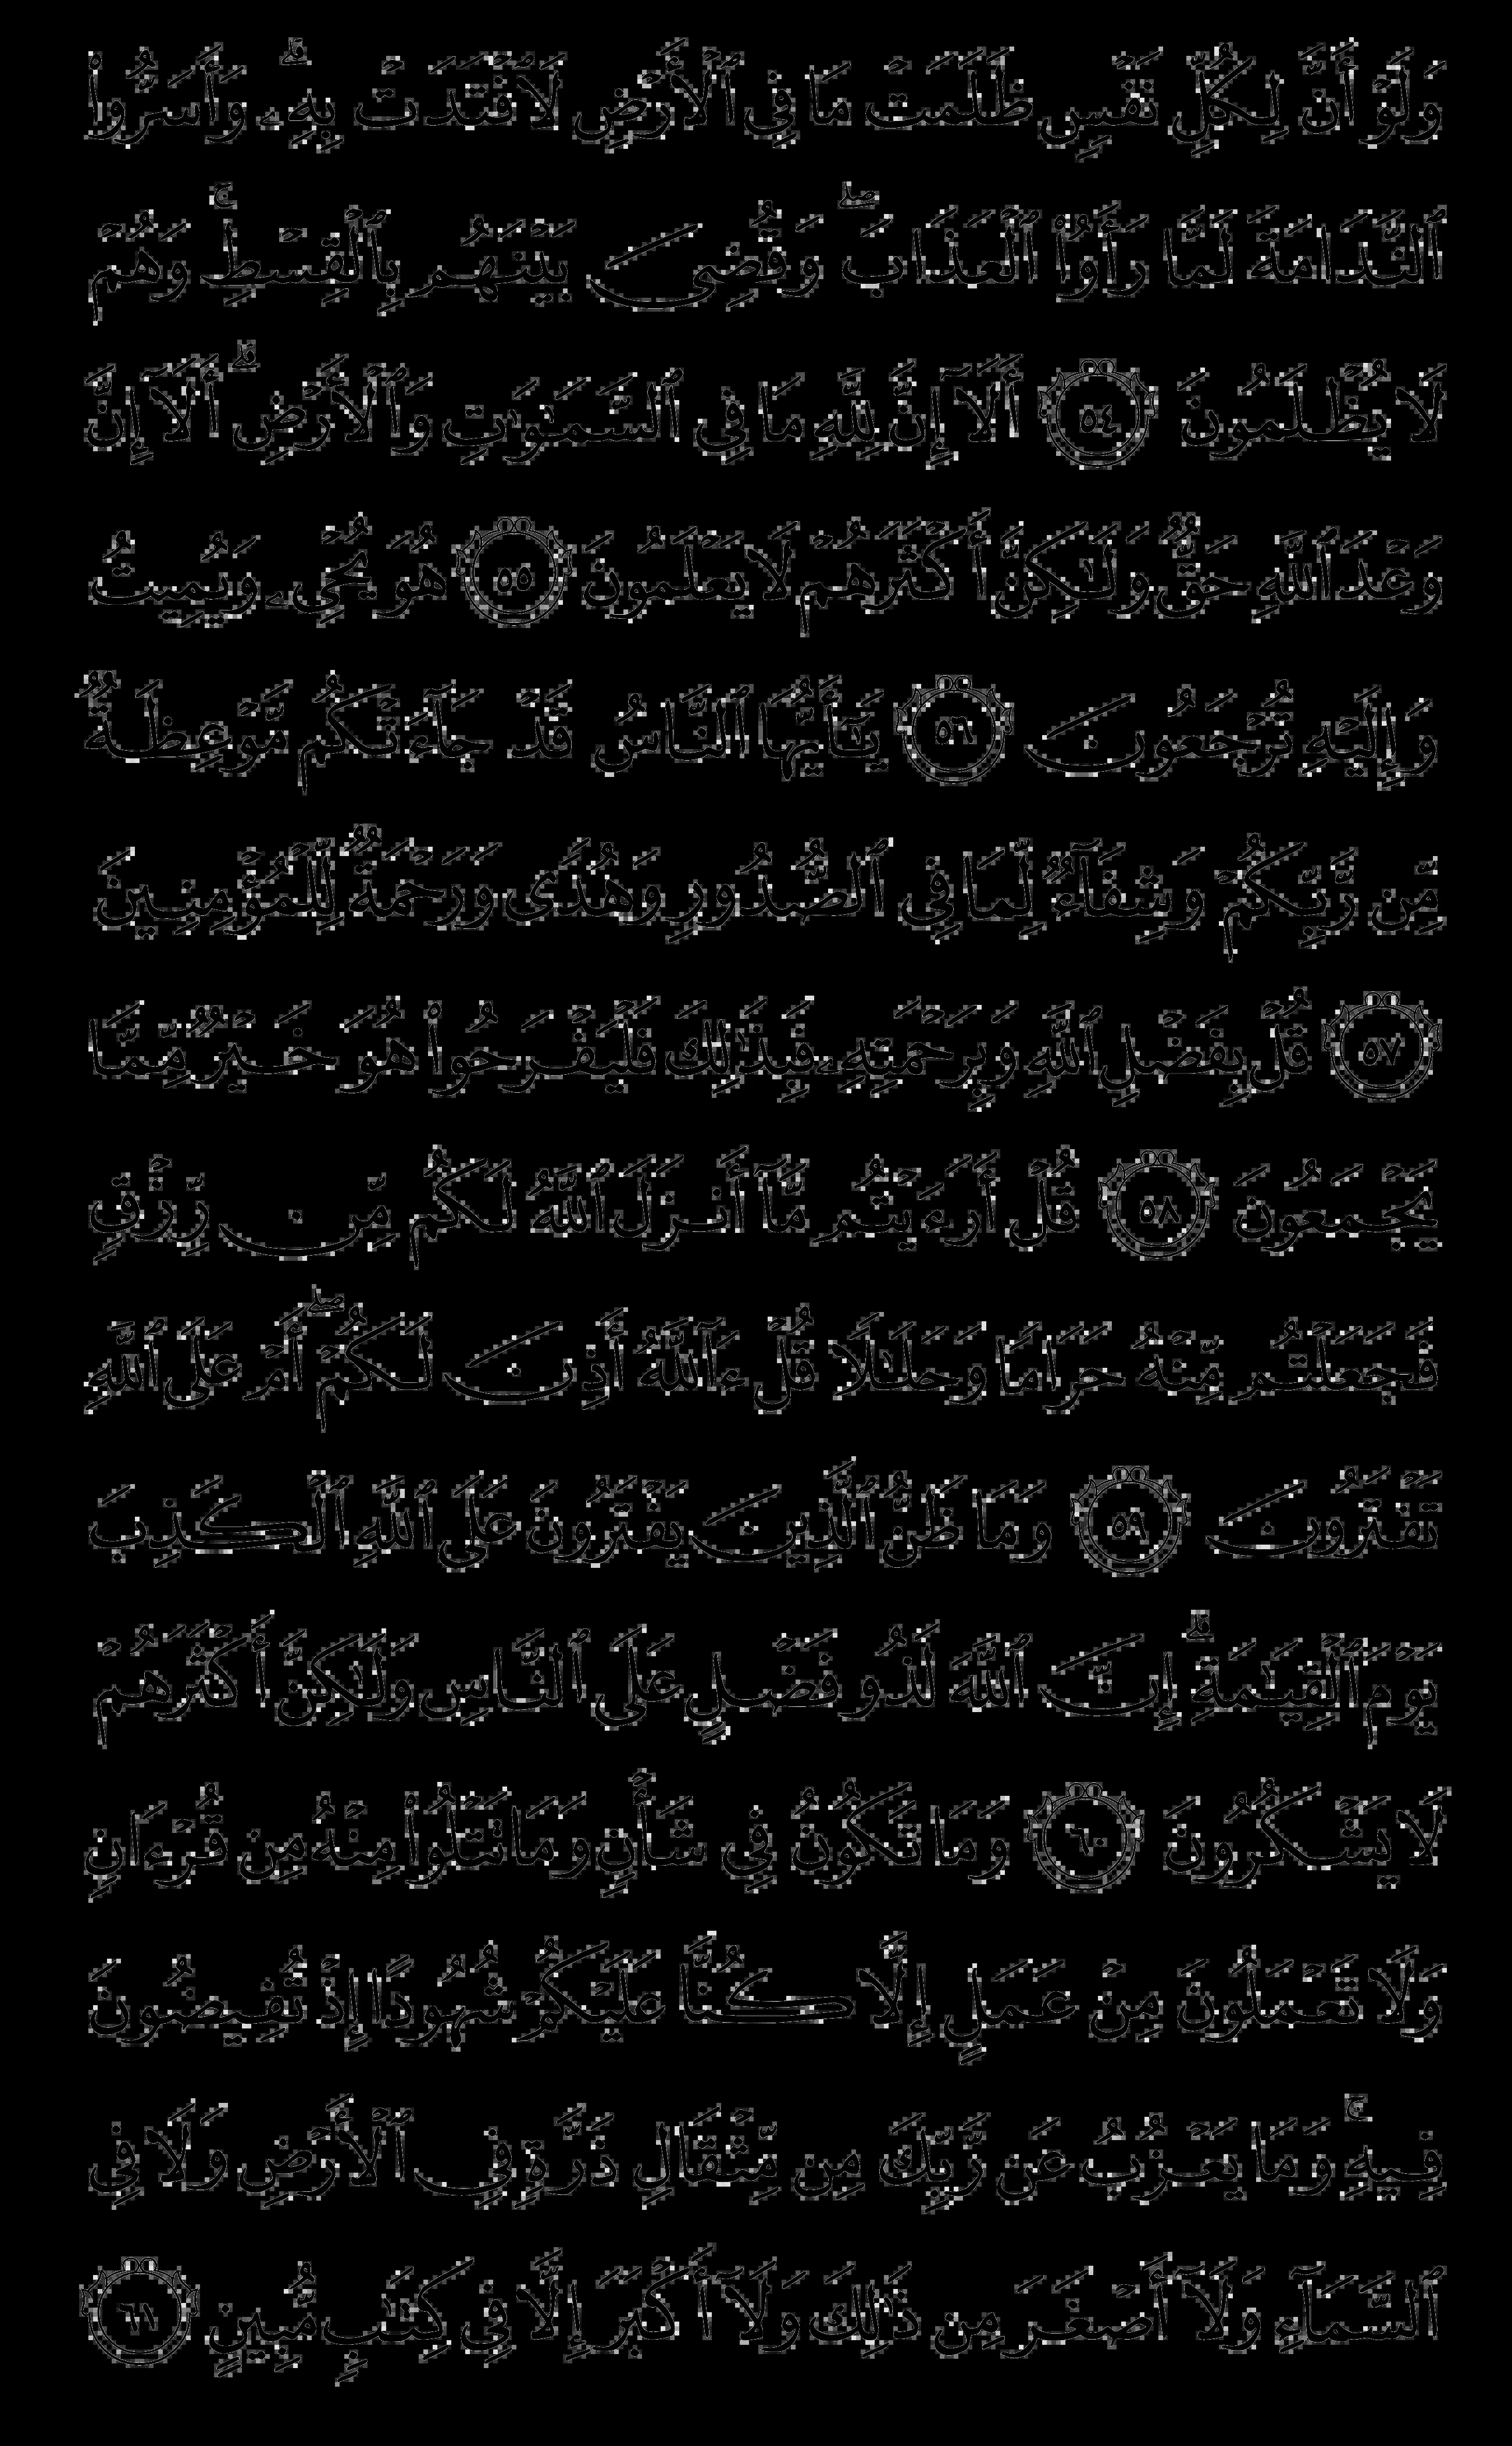 وَلَوْ أَنَّ لِكُلِّ نَفْسٍ ظَلَمَتْ مَا فِى ٱلْأَرْضِ لَٱفْتَدَتْ بِهِۦ ۗ وَأَسَرُّوا۟
ٱلنَّدَامَةَ لَمَّا رَأَوُا۟ ٱلْعَذَابَ ۖ وَقُضِىَ بَيْنَهُم بِٱلْقِسْطِ ۚ وَهُمْ
لَا يُظْلَمُونَ ٥٤ أَلَآ إِنَّ لِلَّهِ مَا فِى ٱلسَّمَـٰوَٰتِ وَٱلْأَرْضِ ۗ أَلَآ إِنَّ
وَعْدَ ٱللَّهِ حَقٌّ وَلَـٰكِنَّ أَكْثَرَهُمْ لَا يَعْلَمُونَ ٥٥ هُوَ يُحْىِۦ وَيُمِيتُ
وَإِلَيْهِ تُرْجَعُونَ ٥٦ يَـٰٓأَيُّهَا ٱلنَّاسُ قَدْ جَآءَتْكُم مَّوْعِظَةٌ
مِّن رَّبِّكُمْ وَشِفَآءٌ لِّمَا فِى ٱلصُّدُورِ وَهُدًى وَرَحْمَةٌ لِّلْمُؤْمِنِينَ
٥٧ قُلْ بِفَضْلِ ٱللَّهِ وَبِرَحْمَتِهِۦ فَبِذَٰلِكَ فَلْيَفْرَحُوا۟ هُوَ خَيْرٌ مِّمَّا
يَجْمَعُونَ ٥٨ قُلْ أَرَءَيْتُم مَّآ أَنزَلَ ٱللَّهُ لَكُم مِّن رِّزْقٍ
فَجَعَلْتُم مِّنْهُ حَرَامًا وَحَلَـٰلًا قُلْ ءَآللَّهُ أَذِنَ لَكُمْ ۖ أَمْ عَلَى ٱللَّهِ
تَفْتَرُونَ ٥٩ وَمَا ظَنُّ ٱلَّذِينَ يَفْتَرُونَ عَلَى ٱللَّهِ ٱلْكَذِبَ
يَوْمَ ٱلْقِيَـٰمَةِ ۗ إِنَّ ٱللَّهَ لَذُو فَضْلٍ عَلَى ٱلنَّاسِ وَلَـٰكِنَّ أَكْثَرَهُمْ
لَا يَشْكُرُونَ ٦٠ وَمَا تَكُونُ فِى شَأْنٍ وَمَا تَتْلُوا۟ مِنْهُ مِن قُرْءَانٍ
وَلَا تَعْمَلُونَ مِنْ عَمَلٍ إِلَّا كُنَّا عَلَيْكُمْ شُهُودًا إِذْ تُفِيضُونَ
فِيهِ ۚ وَمَا يَعْزُبُ عَن رَّبِّكَ مِن مِّثْقَالِ ذَرَّةٍ فِى ٱلْأَرْضِ وَلَا فِى
ٱلسَّمَآءِ وَلَآ أَصْغَرَ مِن ذَٰلِكَ وَلَآ أَكْبَرَ إِلَّا فِى كِتَـٰبٍ مُّبِينٍ ٦١